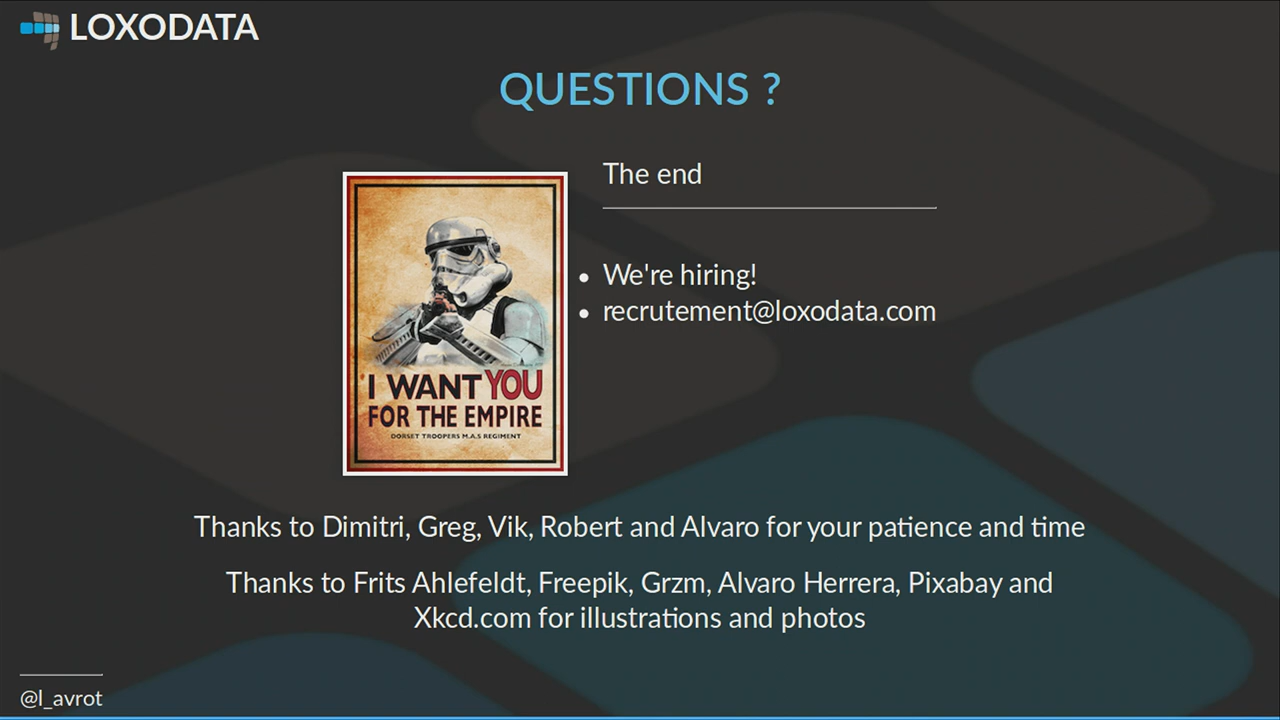 LOXODATA
QUESTIONS ?
The end
We're hiring!
recrutement@loxodata.com
I WANT YOU
FOR THE EMPIRE
DORSET TROOPERS M.A.S REGIMENT
Thanks to Dimitri, Greg, Vik, Robert and Alvaro for your patience and time
Thanks to Frits Ahlefeldt, Freepik, Grzm, Alvaro Herrera, Pixabay and
Xkcd.com for illustrations and photos
@l_avrot